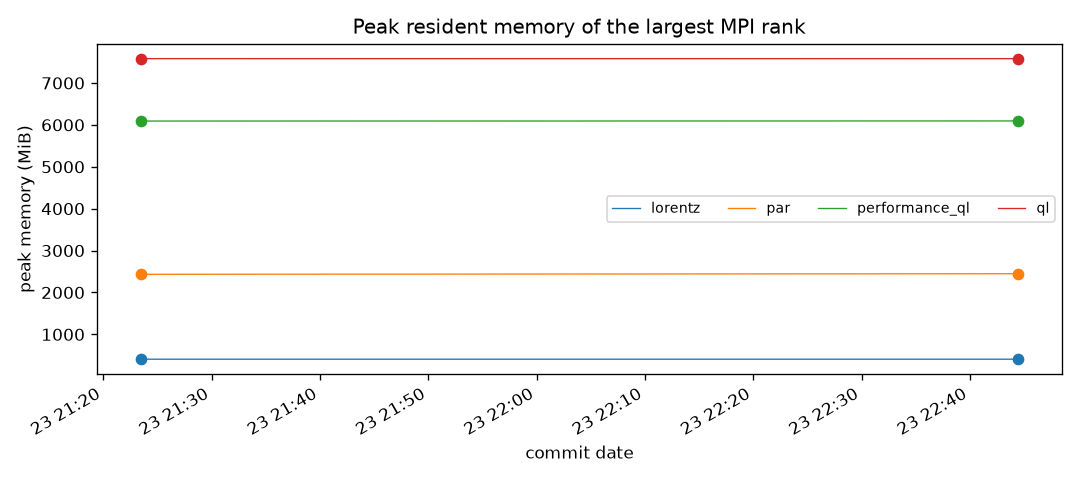 Peak resident memory of the largest MPI rank
peak memory (MiB)
7000
6000
5000
4000
3000
2000
1000
lorentz par performance_ql ql
23 21:20 23 21:30 23 21:40 23 21:50 23 22:00 23 22:10 23 22:20 23 22:30 23 22:40
commit date